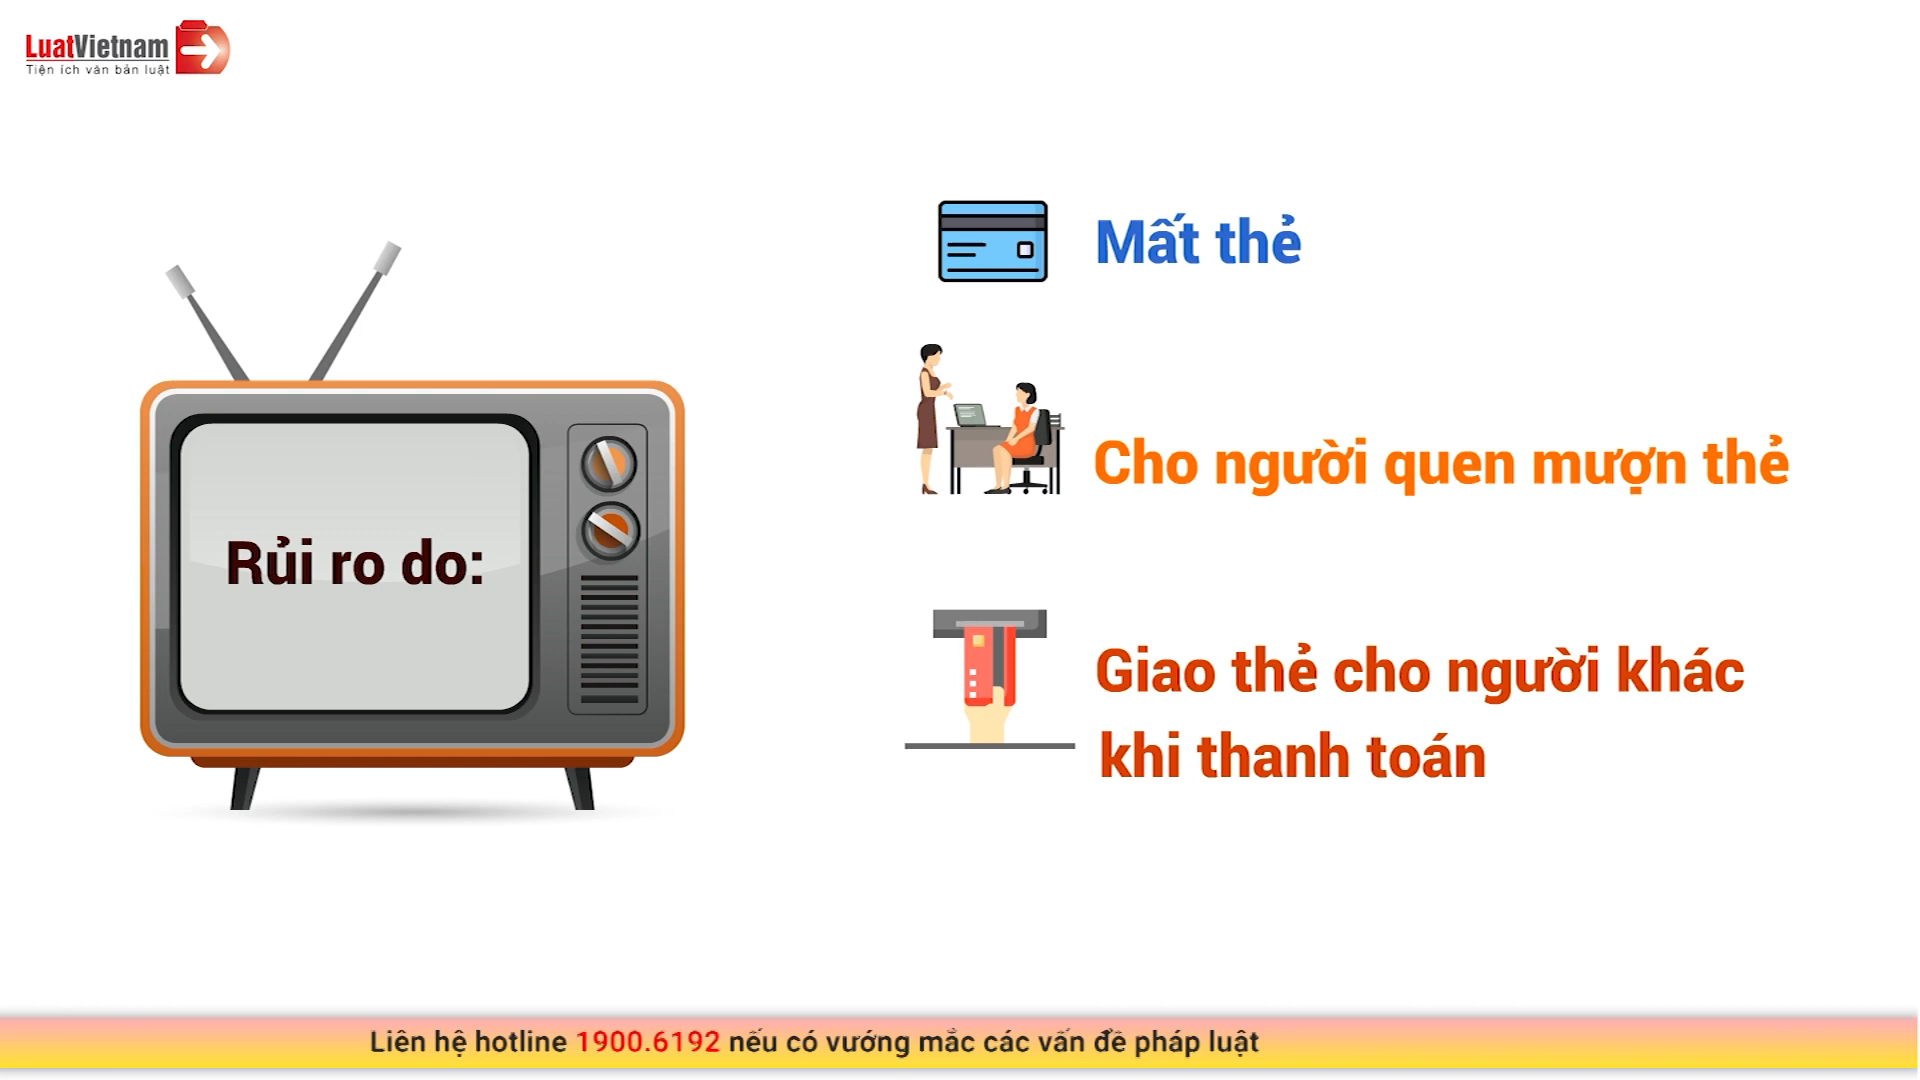 LuatVietnam
Tiện ích văn bản luật
Mất thẻ
Cho người quen mượn thẻ
Rủi ro do:
Giao thẻ cho người khác
khi thanh toán
Liên hệ hotline 1900.6192 nếu có vướng mắc các vấn đề pháp luật